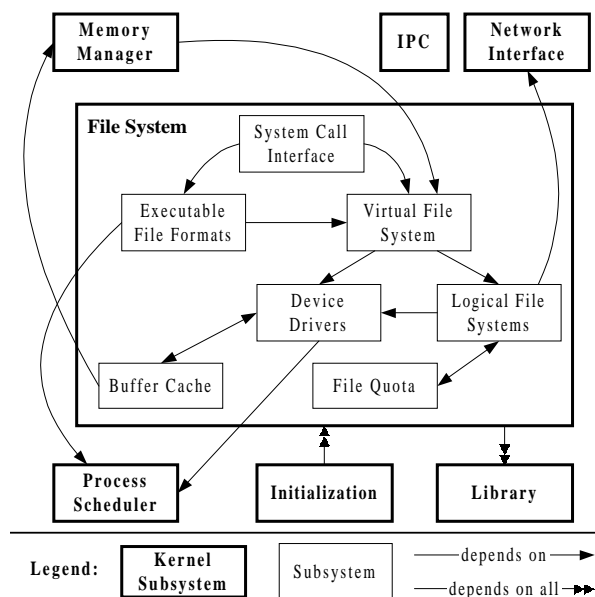 Memory
Manager
IPC
Network
Interface
File System
System Call
Interface
Executable
File Formats
Virtual File
System
Device
Drivers
Logical File
Systems
Buffer Cache
File Quota
Process
Scheduler
Initialization
Library
Legend:
Kernel
Subsystem
Subsystem
depends on
depends on all